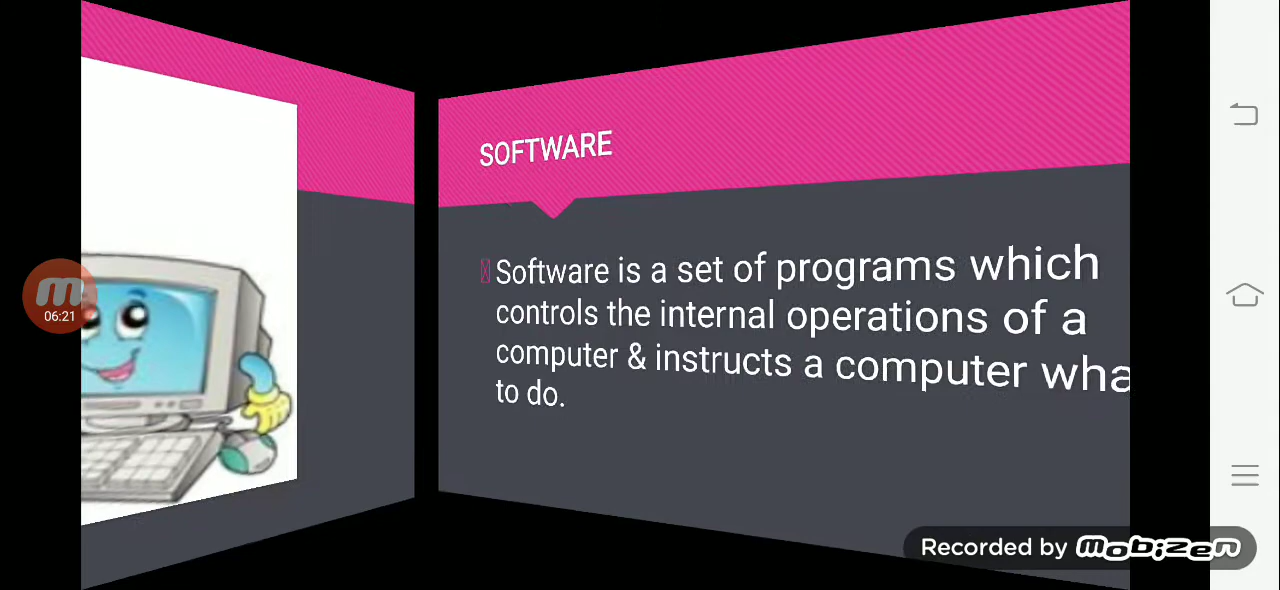 SOFTWARE
Software is a set of programs which
controls the internal operations of a
computer & instructs a computer wha
to do.
06:21
Recorded by mobizen